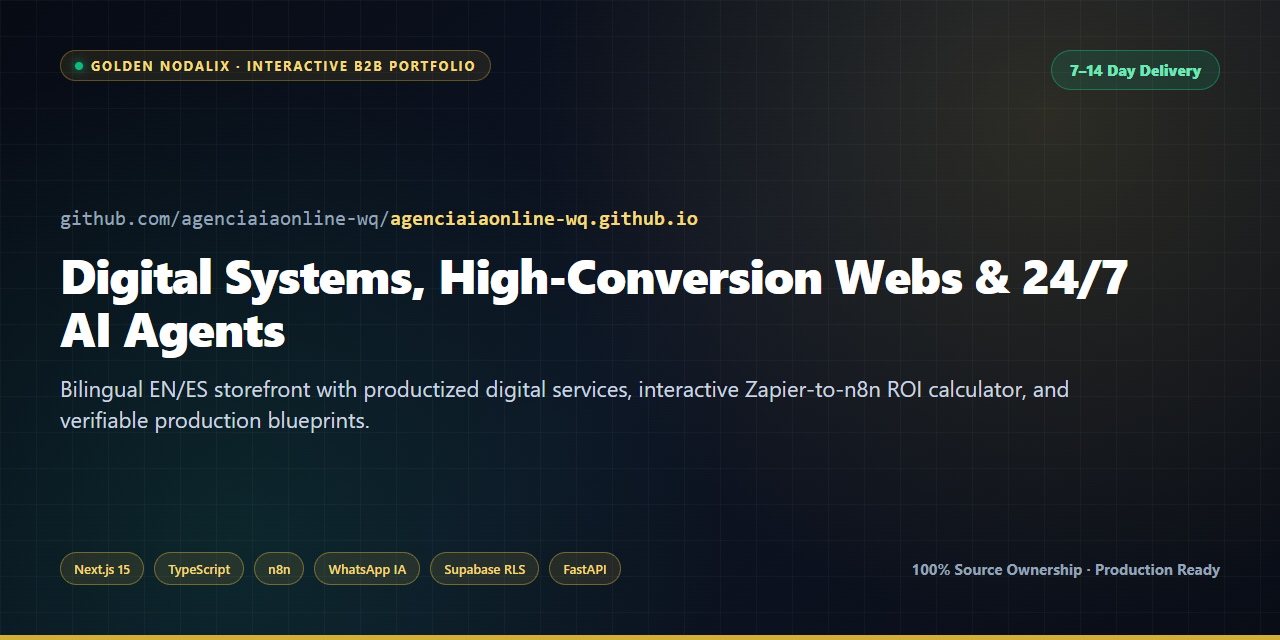 GOLDEN NODALIX · INTERACTIVE B2B PORTFOLIO
7–14 Day Delivery
github.com/agenciaiaonline-wq/agenciaiaonline-wq.github.io
Digital Systems, High-Conversion Webs & 24/7
AI Agents
Bilingual EN/ES storefront with productized digital services, interactive Zapier-to-n8n ROI calculator, and
verifiable production blueprints.
Next.js 15
TypeScript
n8n
WhatsApp IA
Supabase RLS
FastAPI
100% Source Ownership · Production Ready